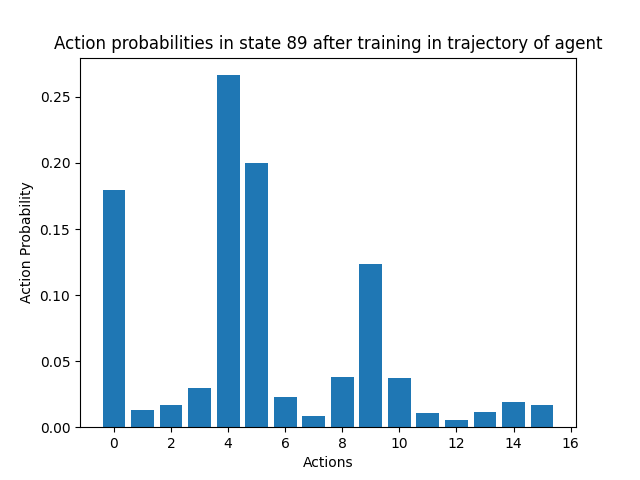 Action probabilities in state 89 after training in trajectory of agent
0.25
0.20
0.15
0.10
0.05
0.00
Action Probability
0 2 4 6 8 10 12 14 16
Actions